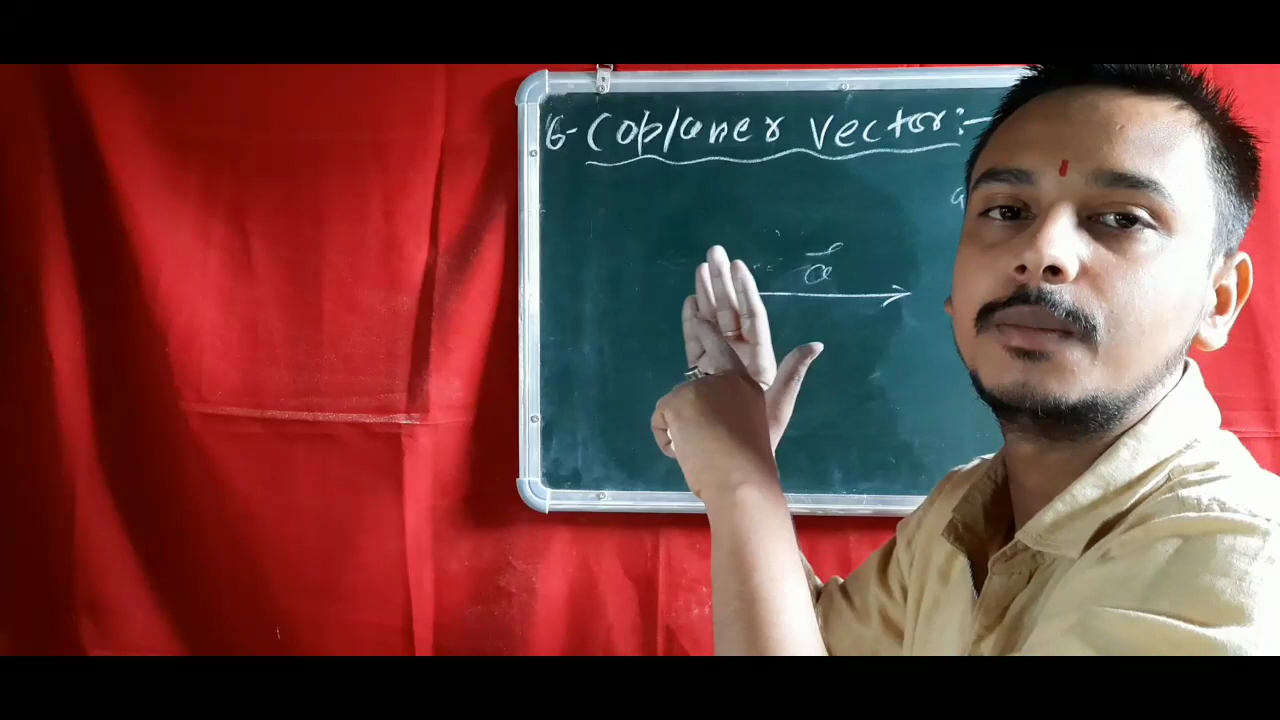 6- Coplaner Vector:-
a
a⃗